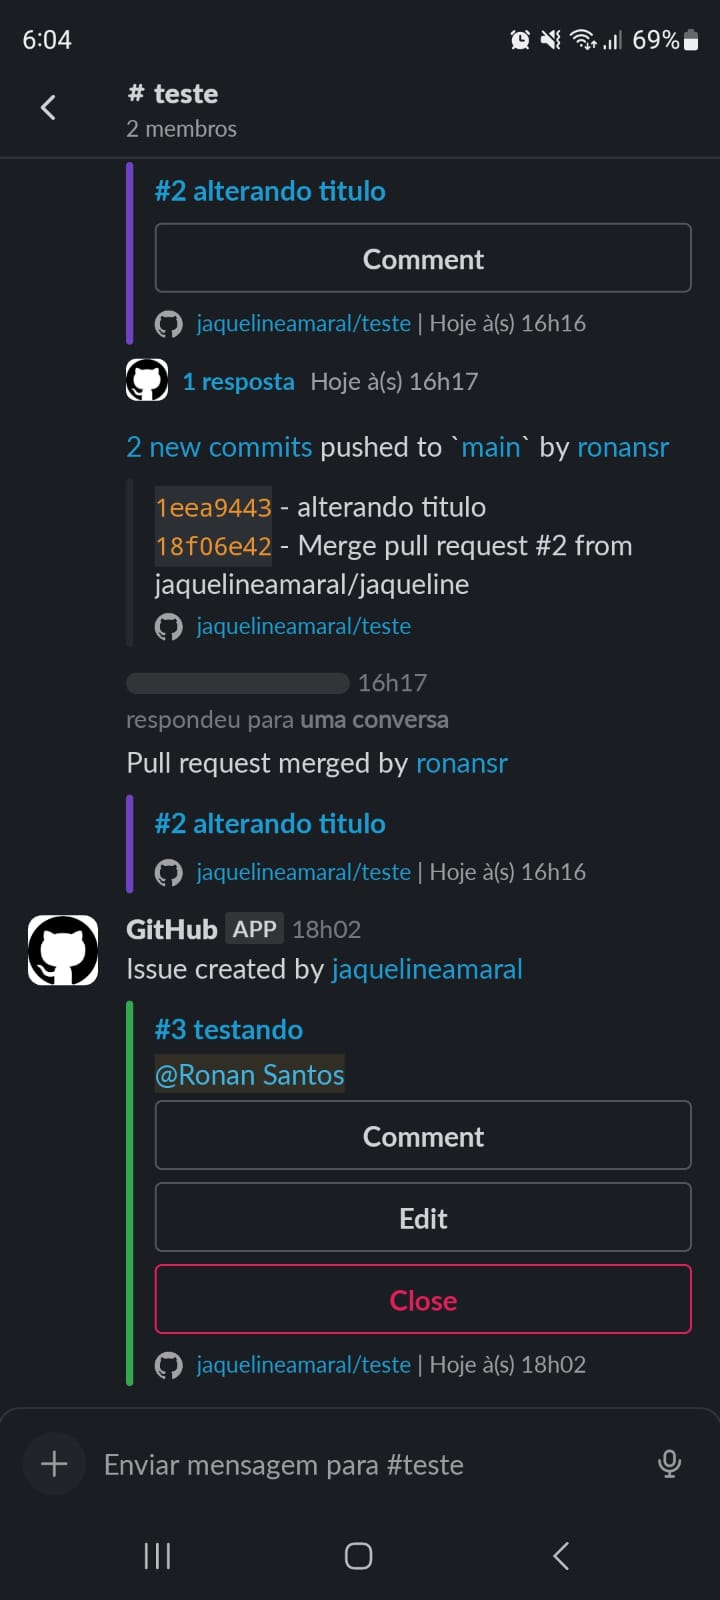 6:04
69%
# teste
2 membros
#2 alterando titulo
Comment
jaquelineamaral/teste | Hoje à(s) 16h16
1 resposta Hoje à(s) 16h17
2 new commits pushed to `main` by ronansr
1eea9443 - alterando titulo
18f06e42 - Merge pull request #2 from
jaquelineamaral/jaqueline
jaquelineamaral/teste
16h17
respondeu para uma conversa
Pull request merged by ronansr
#2 alterando titulo
jaquelineamaral/teste | Hoje à(s) 16h16
GitHub APP 18h02
Issue created by jaquelineamaral
#3 testando
@Ronan Santos
Comment
Edit
Close
jaquelineamaral/teste | Hoje à(s) 18h02
Enviar mensagem para #teste